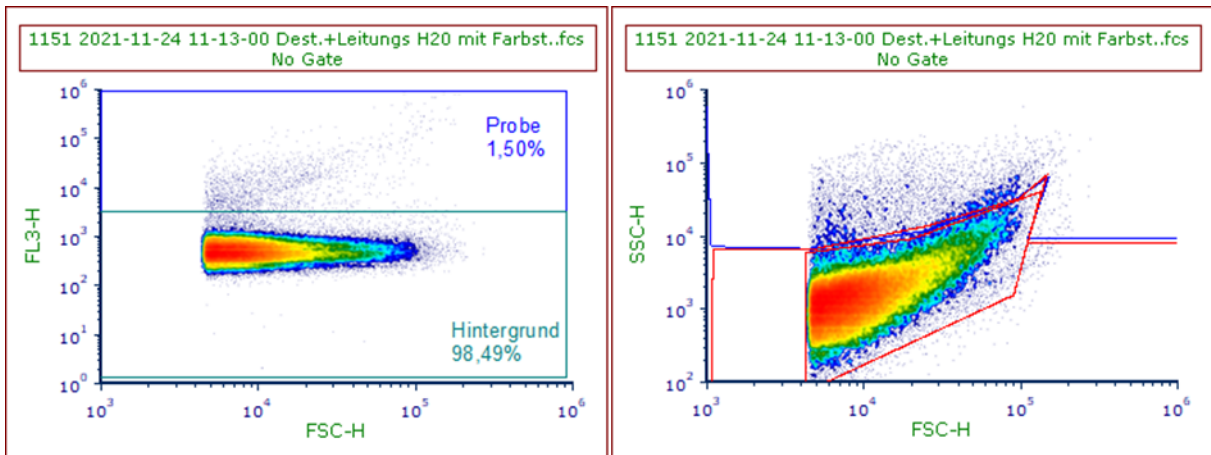 1151 2021-11-24 11-13-00 Dest.+Leitungs H20 mit Farbst..fcs
No Gate
10^6
10^5
10^4
10^3
10^2
10^1
10^0
FL3-H
Probe
1,50%
Hintergrund
98,49%
10^3
10^4
10^5
10^6
FSC-H
1151 2021-11-24 11-13-00 Dest.+Leitungs H20 mit Farbst..fcs
No Gate
10^6
10^5
10^4
10^3
10^2
SSC-H
10^3
10^4
10^5
10^6
FSC-H